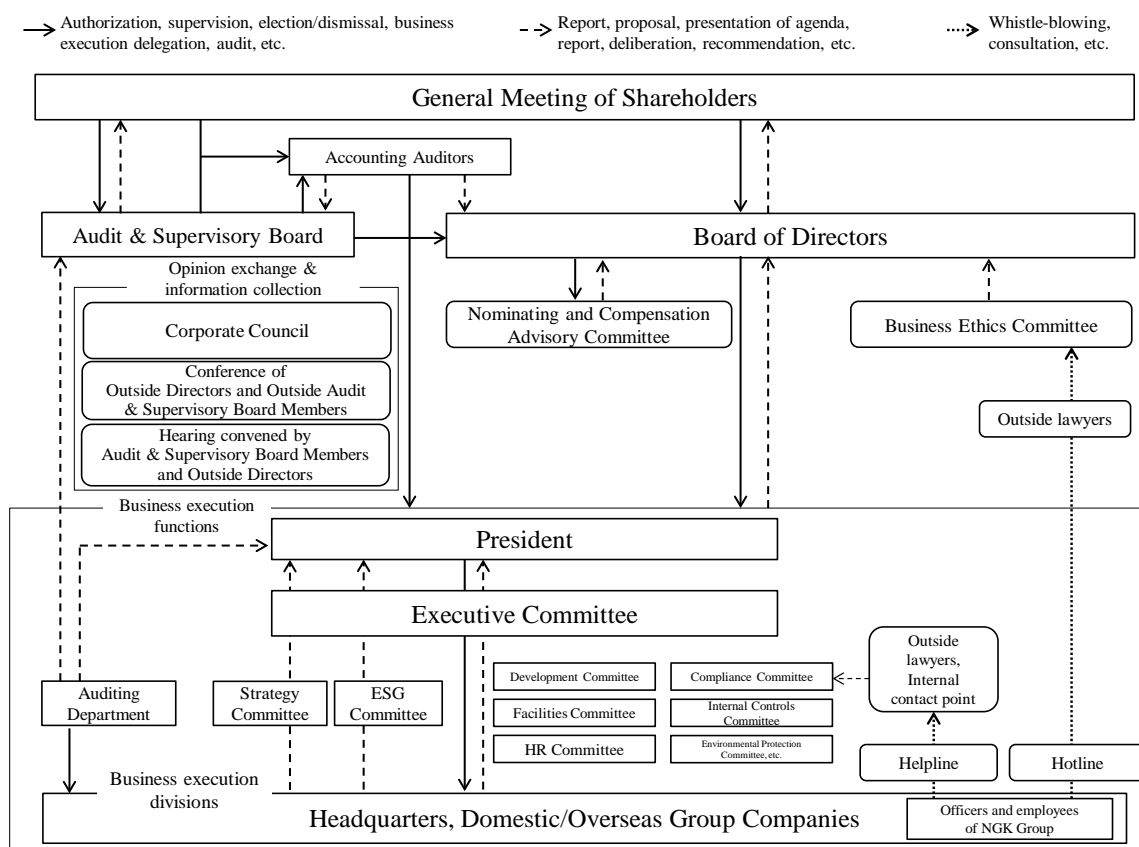 Authorization, supervision, election/dismissal, business
execution delegation, audit, etc.
Report, proposal, presentation of agenda,
report, deliberation, recommendation, etc.
Whistle-blowing,
consultation, etc.
General Meeting of Shareholders
Accounting Auditors
Audit & Supervisory Board
Board of Directors
Opinion exchange &
information collection
Corporate Council
Conference of
Outside Directors and Outside Audit
& Supervisory Board Members
Hearing convened by
Audit & Supervisory Board Members
and Outside Directors
Nominating and Compensation
Advisory Committee
Business Ethics Committee
Outside lawyers
Business execution
functions
President
Executive Committee
Auditing
Department
Strategy
Committee
ESG
Committee
Development Committee
Compliance Committee
Facilities Committee
Internal Controls
Committee
HR Committee
Environmental Protection
Committee, etc.
Outside
lawyers,
Internal
contact point
Helpline
Hotline
Business execution
divisions
Headquarters, Domestic/Overseas Group Companies
Officers and employees
of NGK Group